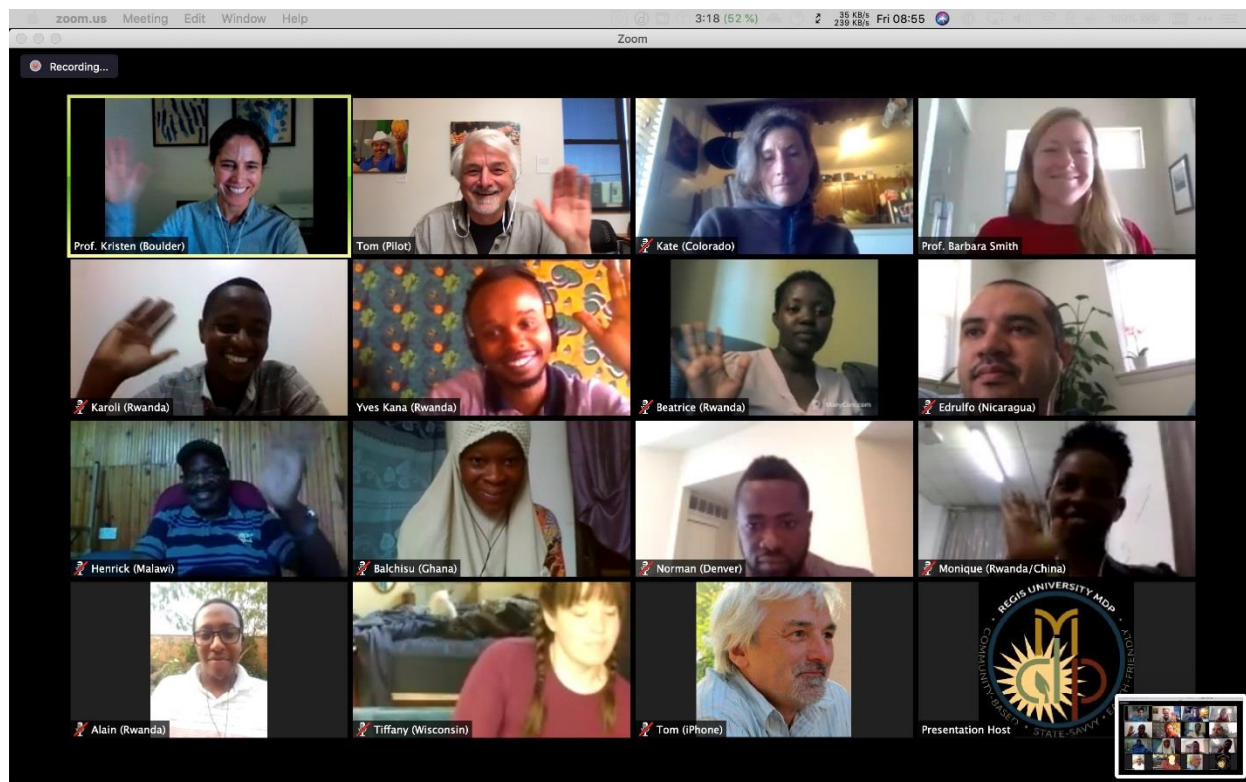 zoom.us Meeting Edit Window Help 3:18 (52 %) 35 KB/s 239 KB/s Fri 08:55
Zoom
Recording...
Prof. Kristen (Boulder)
Tom (Pilot)
Kate (Colorado)
Prof. Barbara Smith
Karoli (Rwanda)
Yves Kana (Rwanda)
ManyCam.com
Beatrice (Rwanda)
Edrulfo (Nicaragua)
Henrick (Malawi)
Balchisu (Ghana)
Norman (Denver)
Monique (Rwanda/China)
Alain (Rwanda)
Tiffany (Wisconsin)
Tom (iPhone)
REGIS UNIVERSITY MDP
COMMUNITY-BASED
STATE-SAVVY
-FRIENDLY
Presentation Host